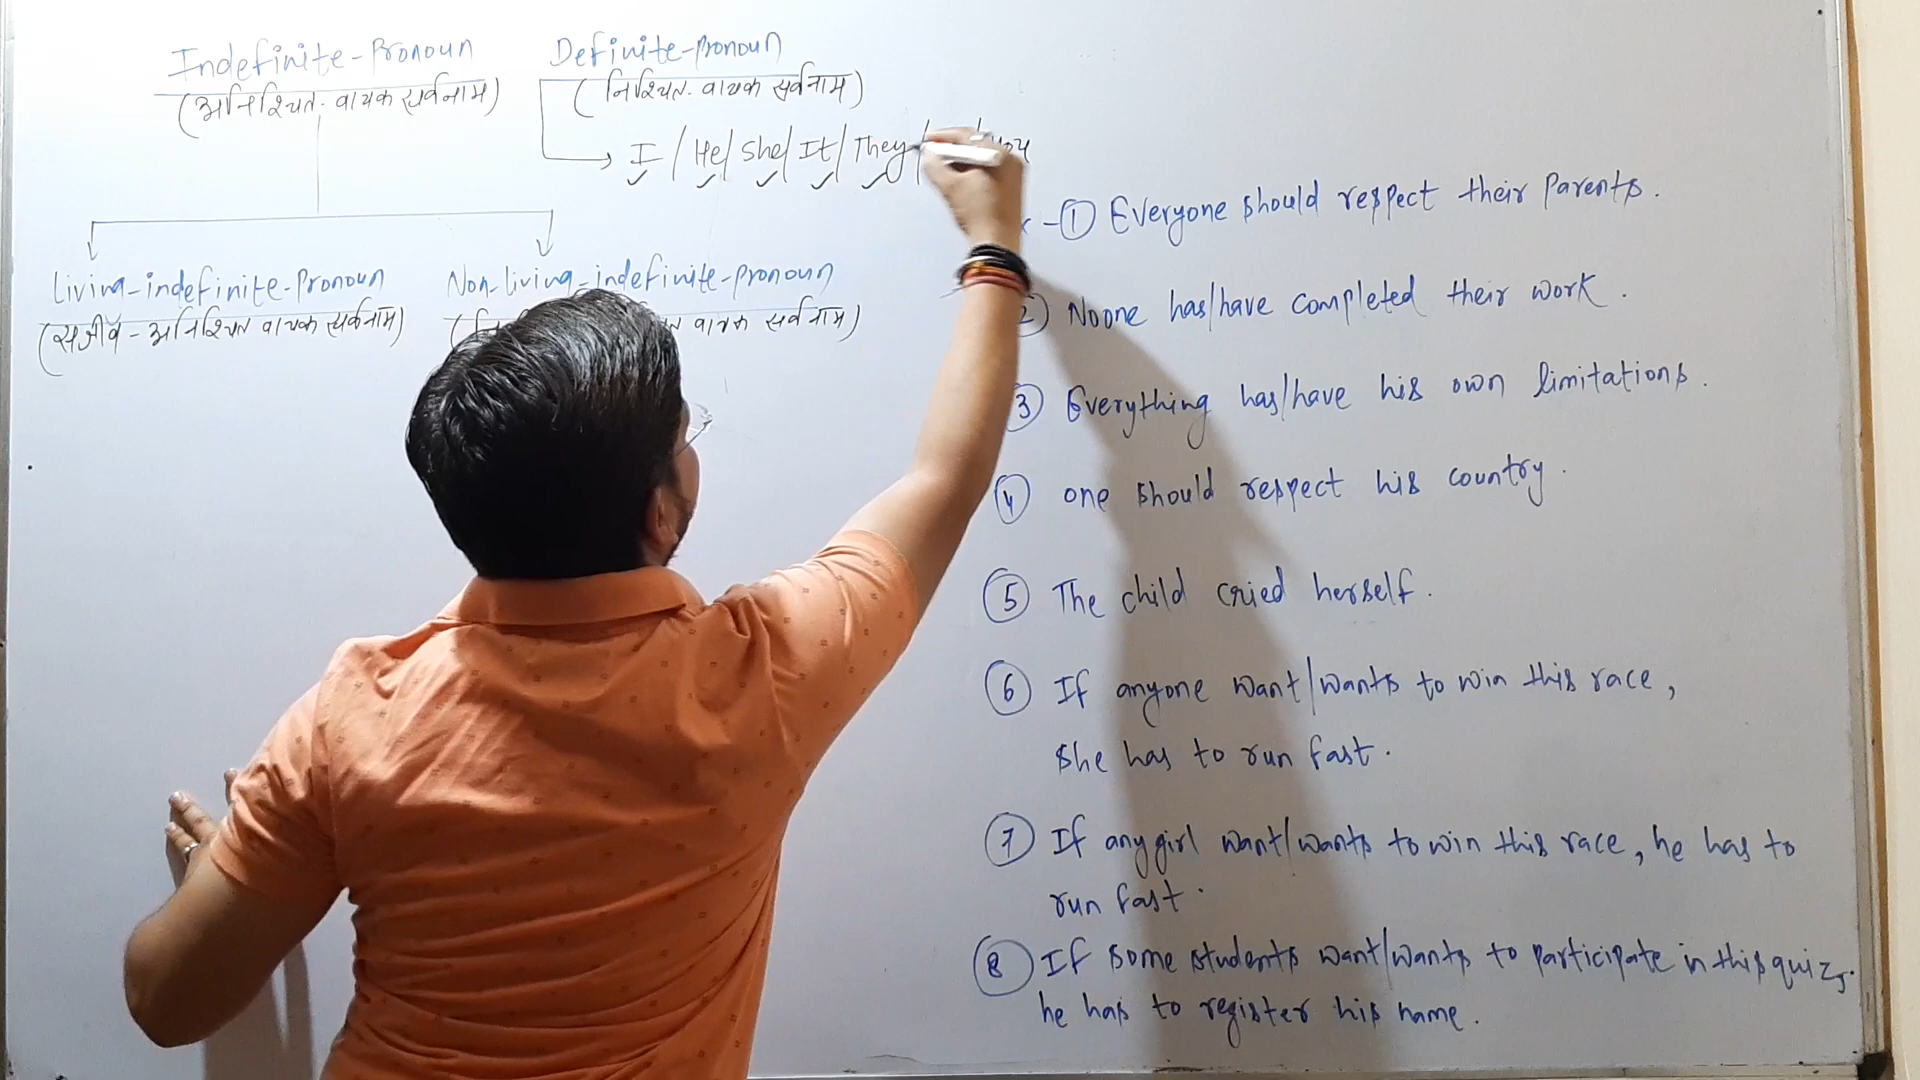 Indefinite-Pronoun
(अनिश्चित-वाचक सर्वनाम)
Definite-Pronoun
(निश्चित-वाचक सर्वनाम)
I / He / She / It / They / / you
Living-indefinite-Pronoun
(सजीव-अनिश्चित वाचक सर्वनाम)
Non-living-indefinite-Pronoun
वाचक सर्वनाम)
① Everyone should respect their Parents.
② Noone has/have completed their work.
③ Everything has/have his own limitations.
④ one should respect his country.
⑤ The child cried herself.
⑥ If anyone want/wants to win this race,
she has to run fast.
⑦ If any girl want/wants to win this race, he has to
run fast.
⑧ If some students want/wants to participate in this quiz,
he has to register his name.